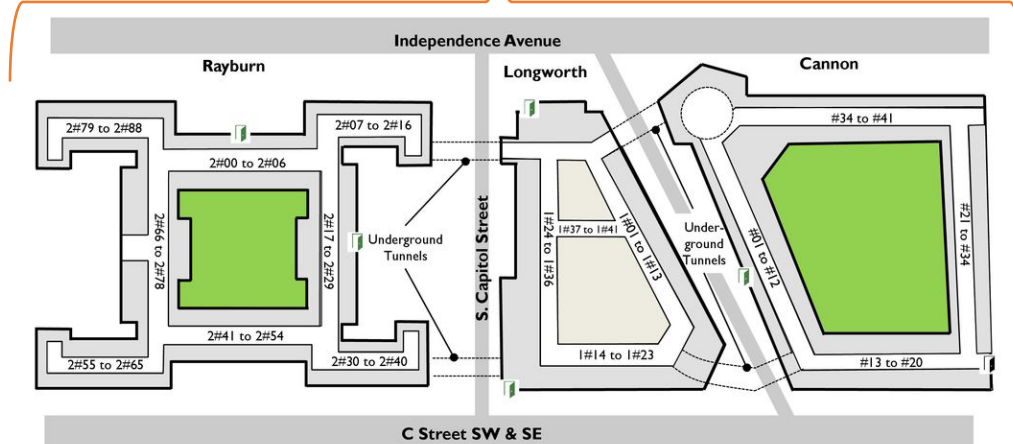 Independence Avenue
Rayburn
Longworth
Cannon
2#79 to 2#88
2#07 to 2#16
#34 to #41
2#00 to 2#06
2#66 to 2#78
2#17 to 2#29
Underground
Tunnels
S. Capitol Street
1#24 to 1#36
1#37 to 1#41
1#01 to 1#13
Under-
ground
Tunnels
#01 to #12
#21 to #34
2#41 to 2#54
2#55 to 2#65
2#30 to 2#40
1#14 to 1#23
#13 to #20
C Street SW & SE